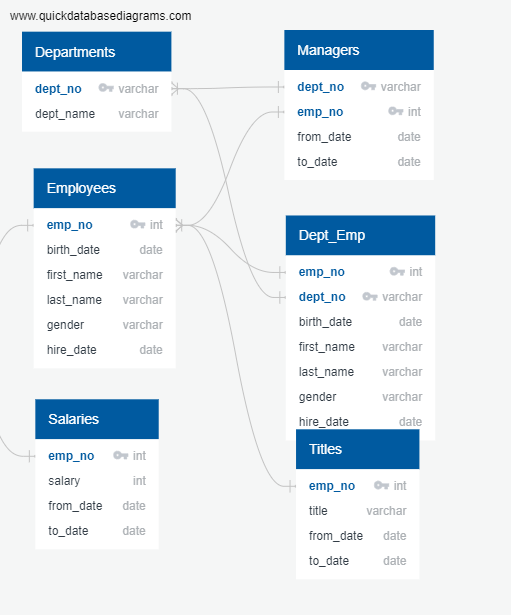 www.quickdatabasediagrams.com
Departments
dept_no varchar
dept_name varchar
Managers
dept_no varchar
emp_no int
from_date date
to_date date
Employees
emp_no int
birth_date date
first_name varchar
last_name varchar
gender varchar
hire_date date
Dept_Emp
emp_no int
dept_no varchar
birth_date date
first_name varchar
last_name varchar
gender varchar
hire_date date
Salaries
emp_no int
salary int
from_date date
to_date date
Titles
emp_no int
title varchar
from_date date
to_date date